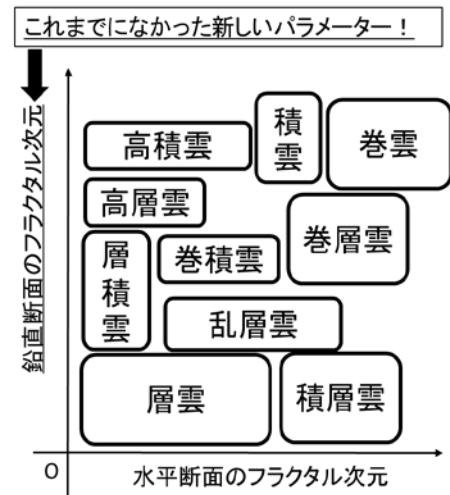 これまでになかった新しいパラメーター！
鉛直断面のフラクタル次元
高積雲
積雲
巻雲
高層雲
巻層雲
層積雲
巻積雲
乱層雲
層雲
積層雲
O
水平断面のフラクタル次元